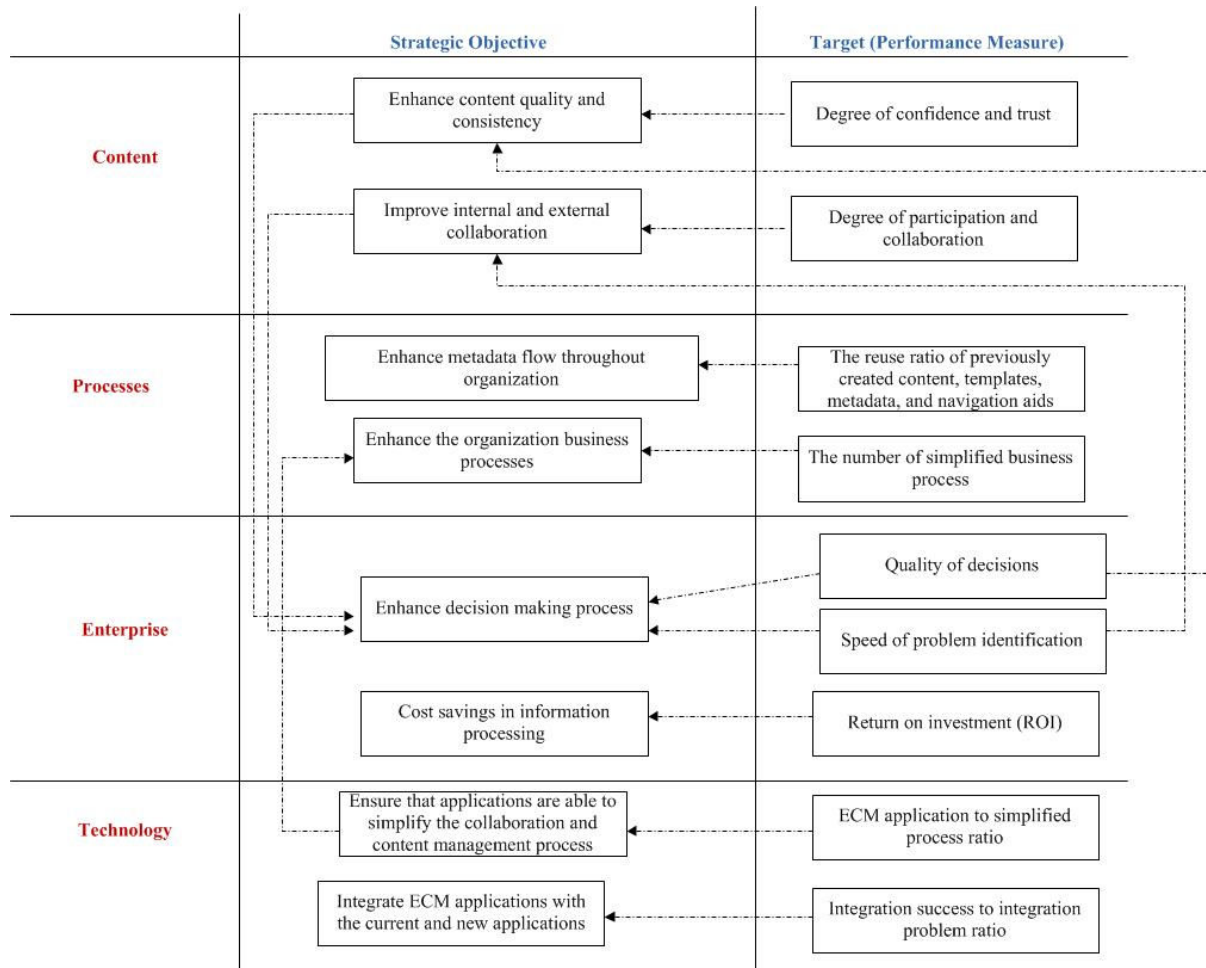 Strategic Objective
Target (Performance Measure)
Content
Enhance content quality and
consistency
Degree of confidence and trust
Improve internal and external
collaboration
Degree of participation and
collaboration
Processes
Enhance metadata flow throughout
organization
The reuse ratio of previously
created content, templates,
metadata, and navigation aids
Enhance the organization business
processes
The number of simplified business
process
Enterprise
Enhance decision making process
Quality of decisions
Speed of problem identification
Cost savings in information
processing
Return on investment (ROI)
Technology
Ensure that applications are able to
simplify the collaboration and
content management process
ECM application to simplified
process ratio
Integrate ECM applications with
the current and new applications
Integration success to integration
problem ratio